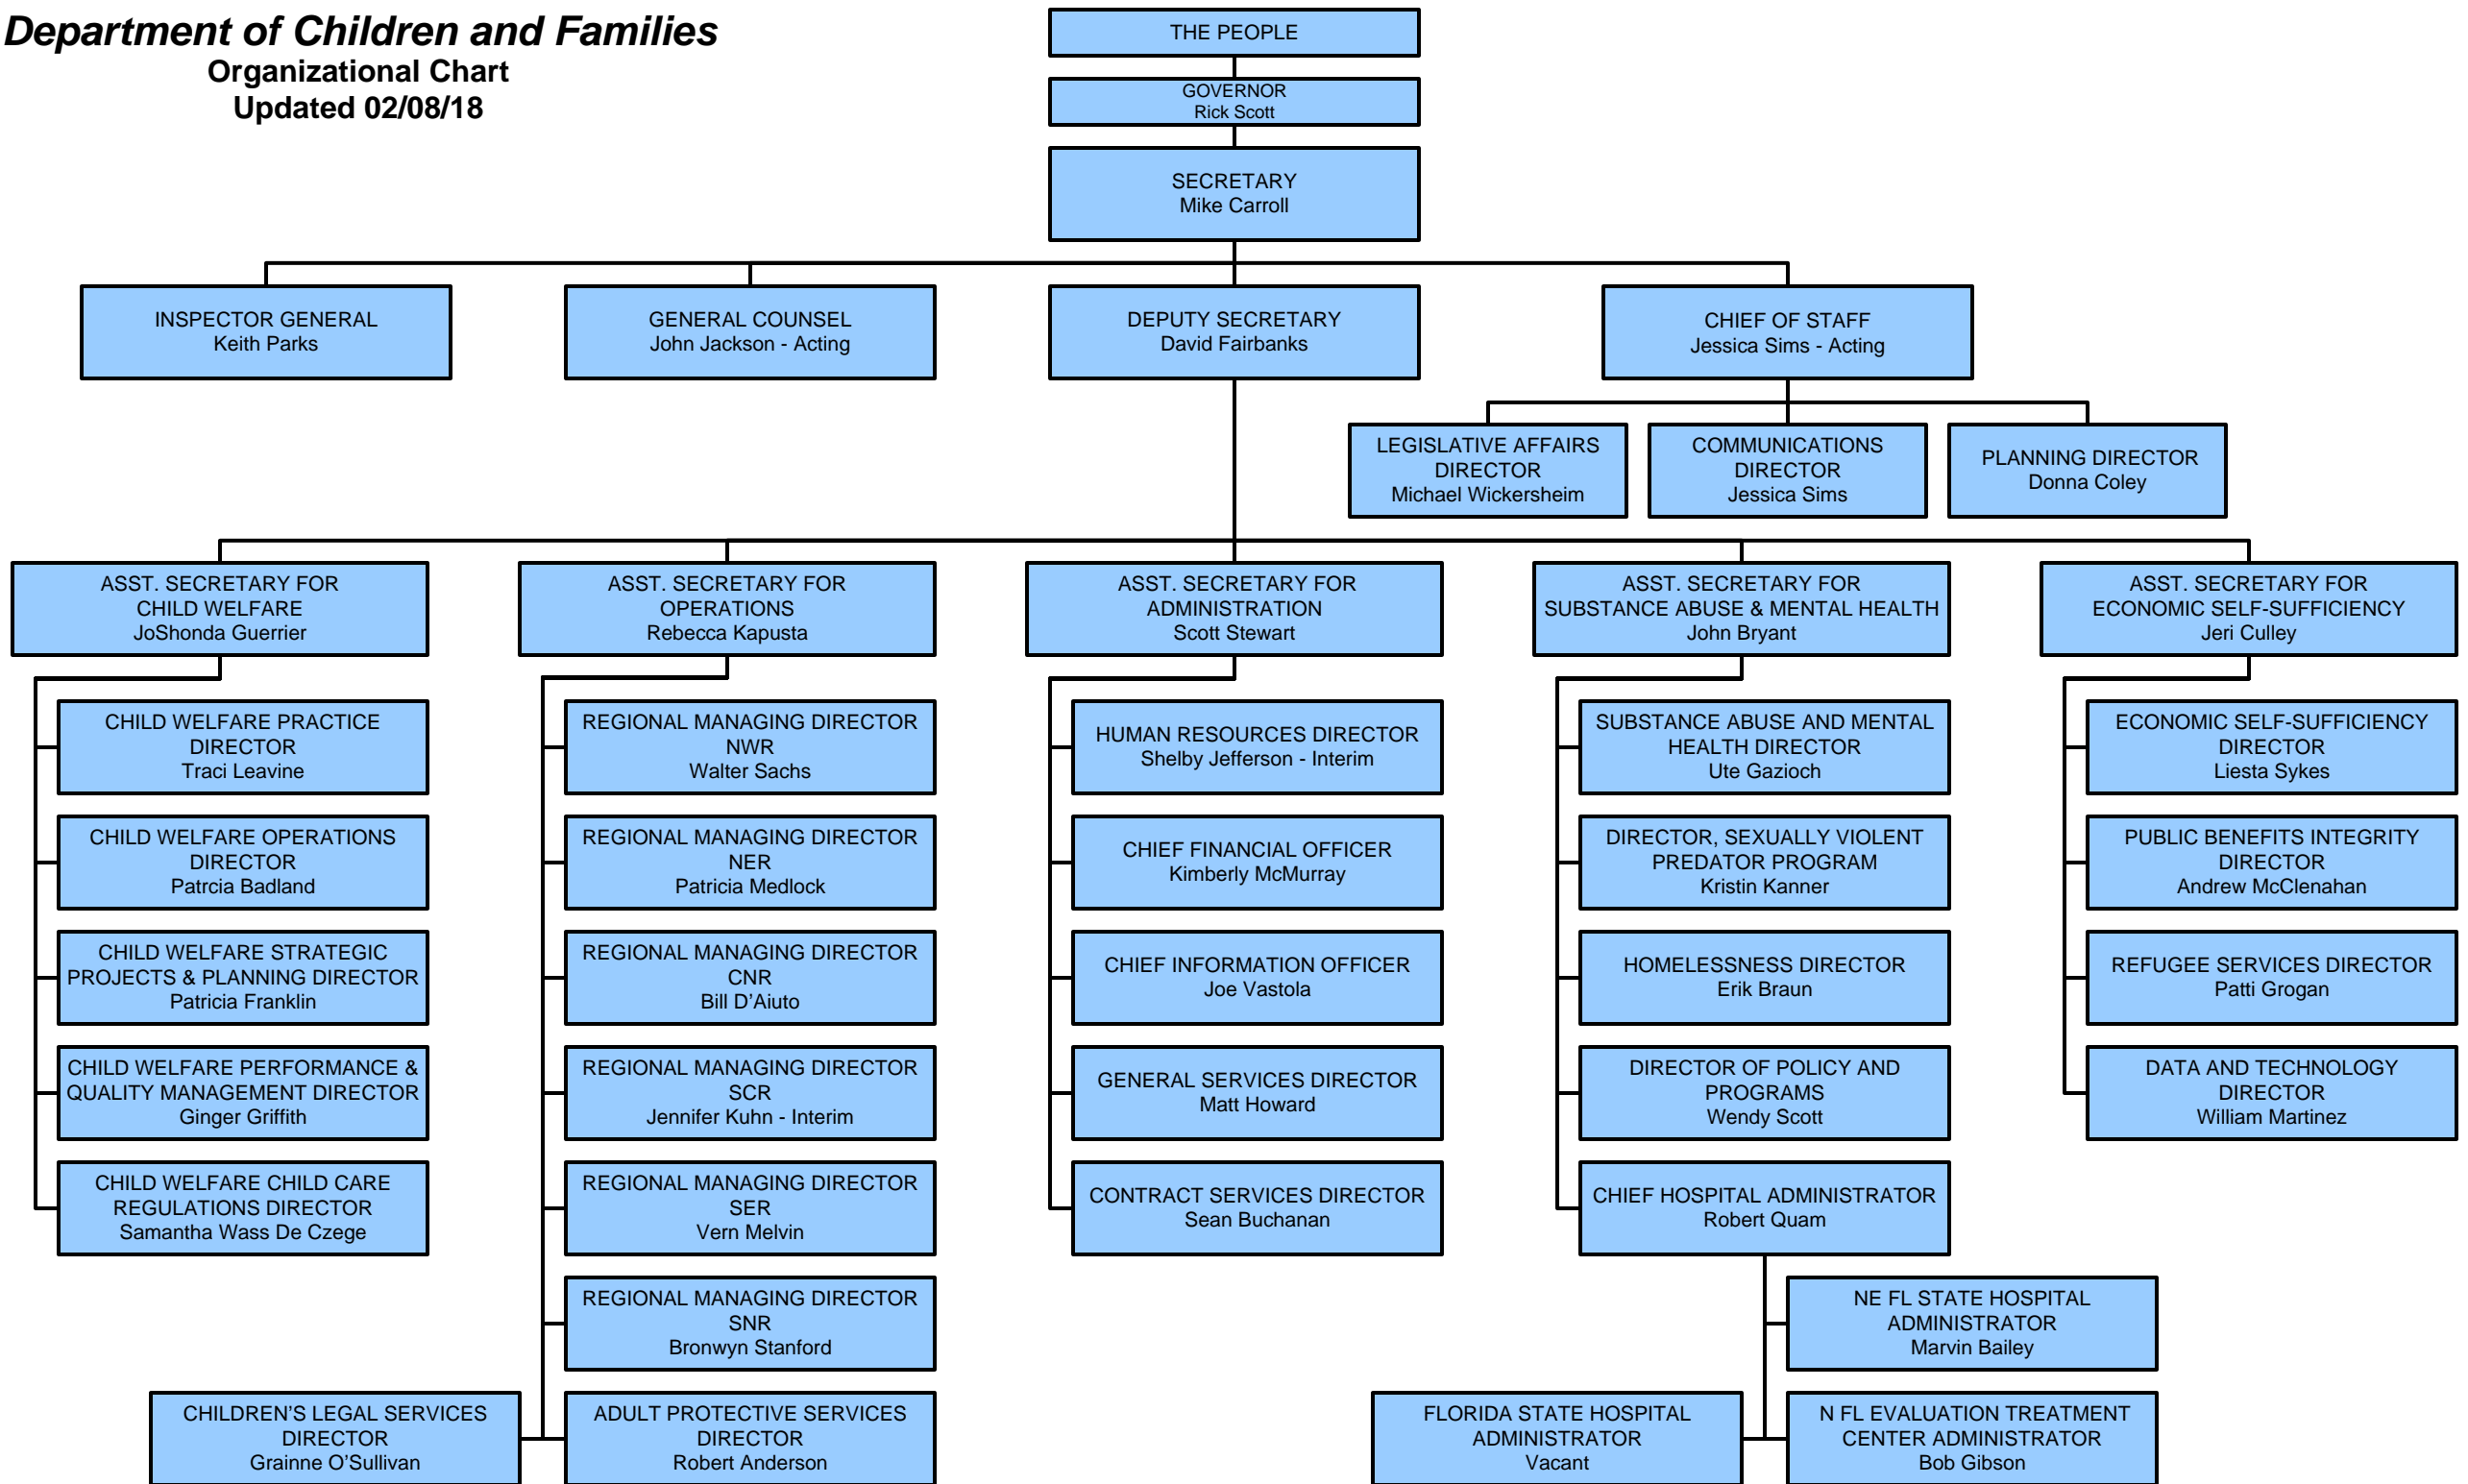 Department of Children and Families
Organizational Chart
Updated 02/08/18
THE PEOPLE
GOVERNOR
Rick Scott
SECRETARY
Mike Carroll
INSPECTOR GENERAL
Keith Parks
GENERAL COUNSEL
John Jackson - Acting
DEPUTY SECRETARY
David Fairbanks
CHIEF OF STAFF
Jessica Sims - Acting
LEGISLATIVE AFFAIRS
DIRECTOR
Michael Wickersheim
COMMUNICATIONS
DIRECTOR
Jessica Sims
PLANNING DIRECTOR
Donna Coley
ASST. SECRETARY FOR
CHILD WELFARE
JoShonda Guerrier
CHILD WELFARE PRACTICE
DIRECTOR
Traci Leavine
CHILD WELFARE OPERATIONS
DIRECTOR
Patrcia Badland
CHILD WELFARE STRATEGIC
PROJECTS & PLANNING DIRECTOR
Patricia Franklin
CHILD WELFARE PERFORMANCE &
QUALITY MANAGEMENT DIRECTOR
Ginger Griffith
CHILD WELFARE CHILD CARE
REGULATIONS DIRECTOR
Samantha Wass De Czege
ASST. SECRETARY FOR
OPERATIONS
Rebecca Kapusta
REGIONAL MANAGING DIRECTOR
NWR
Walter Sachs
REGIONAL MANAGING DIRECTOR
NER
Patricia Medlock
REGIONAL MANAGING DIRECTOR
CNR
Bill D’Aiuto
REGIONAL MANAGING DIRECTOR
SCR
Jennifer Kuhn - Interim
REGIONAL MANAGING DIRECTOR
SER
Vern Melvin
REGIONAL MANAGING DIRECTOR
SNR
Bronwyn Stanford
CHILDREN’S LEGAL SERVICES
DIRECTOR
Grainne O’Sullivan
ADULT PROTECTIVE SERVICES
DIRECTOR
Robert Anderson
ASST. SECRETARY FOR
ADMINISTRATION
Scott Stewart
HUMAN RESOURCES DIRECTOR
Shelby Jefferson - Interim
CHIEF FINANCIAL OFFICER
Kimberly McMurray
CHIEF INFORMATION OFFICER
Joe Vastola
GENERAL SERVICES DIRECTOR
Matt Howard
CONTRACT SERVICES DIRECTOR
Sean Buchanan
ASST. SECRETARY FOR
SUBSTANCE ABUSE & MENTAL HEALTH
John Bryant
SUBSTANCE ABUSE AND MENTAL
HEALTH DIRECTOR
Ute Gazioch
DIRECTOR, SEXUALLY VIOLENT
PREDATOR PROGRAM
Kristin Kanner
HOMELESSNESS DIRECTOR
Erik Braun
DIRECTOR OF POLICY AND
PROGRAMS
Wendy Scott
CHIEF HOSPITAL ADMINISTRATOR
Robert Quam
NE FL STATE HOSPITAL
ADMINISTRATOR
Marvin Bailey
FLORIDA STATE HOSPITAL
ADMINISTRATOR
Vacant
N FL EVALUATION TREATMENT
CENTER ADMINISTRATOR
Bob Gibson
ASST. SECRETARY FOR
ECONOMIC SELF-SUFFICIENCY
Jeri Culley
ECONOMIC SELF-SUFFICIENCY
DIRECTOR
Liesta Sykes
PUBLIC BENEFITS INTEGRITY
DIRECTOR
Andrew McClenahan
REFUGEE SERVICES DIRECTOR
Patti Grogan
DATA AND TECHNOLOGY
DIRECTOR
William Martinez